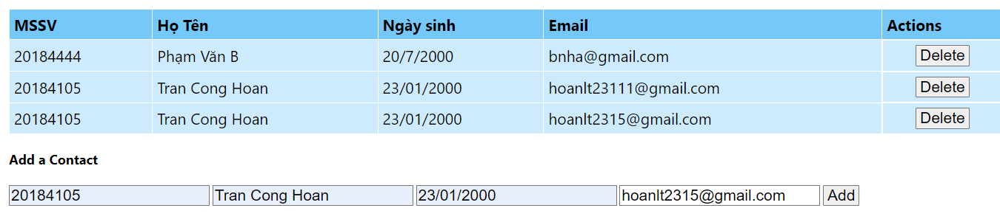 MSSV Họ Tên Ngày sinh Email Actions
20184444 Phạm Văn B 20/7/2000 bnha@gmail.com Delete
20184105 Tran Cong Hoan 23/01/2000 hoanlt23111@gmail.com Delete
20184105 Tran Cong Hoan 23/01/2000 hoanlt2315@gmail.com Delete
Add a Contact
20184105 Tran Cong Hoan 23/01/2000 hoanlt2315@gmail.com Add